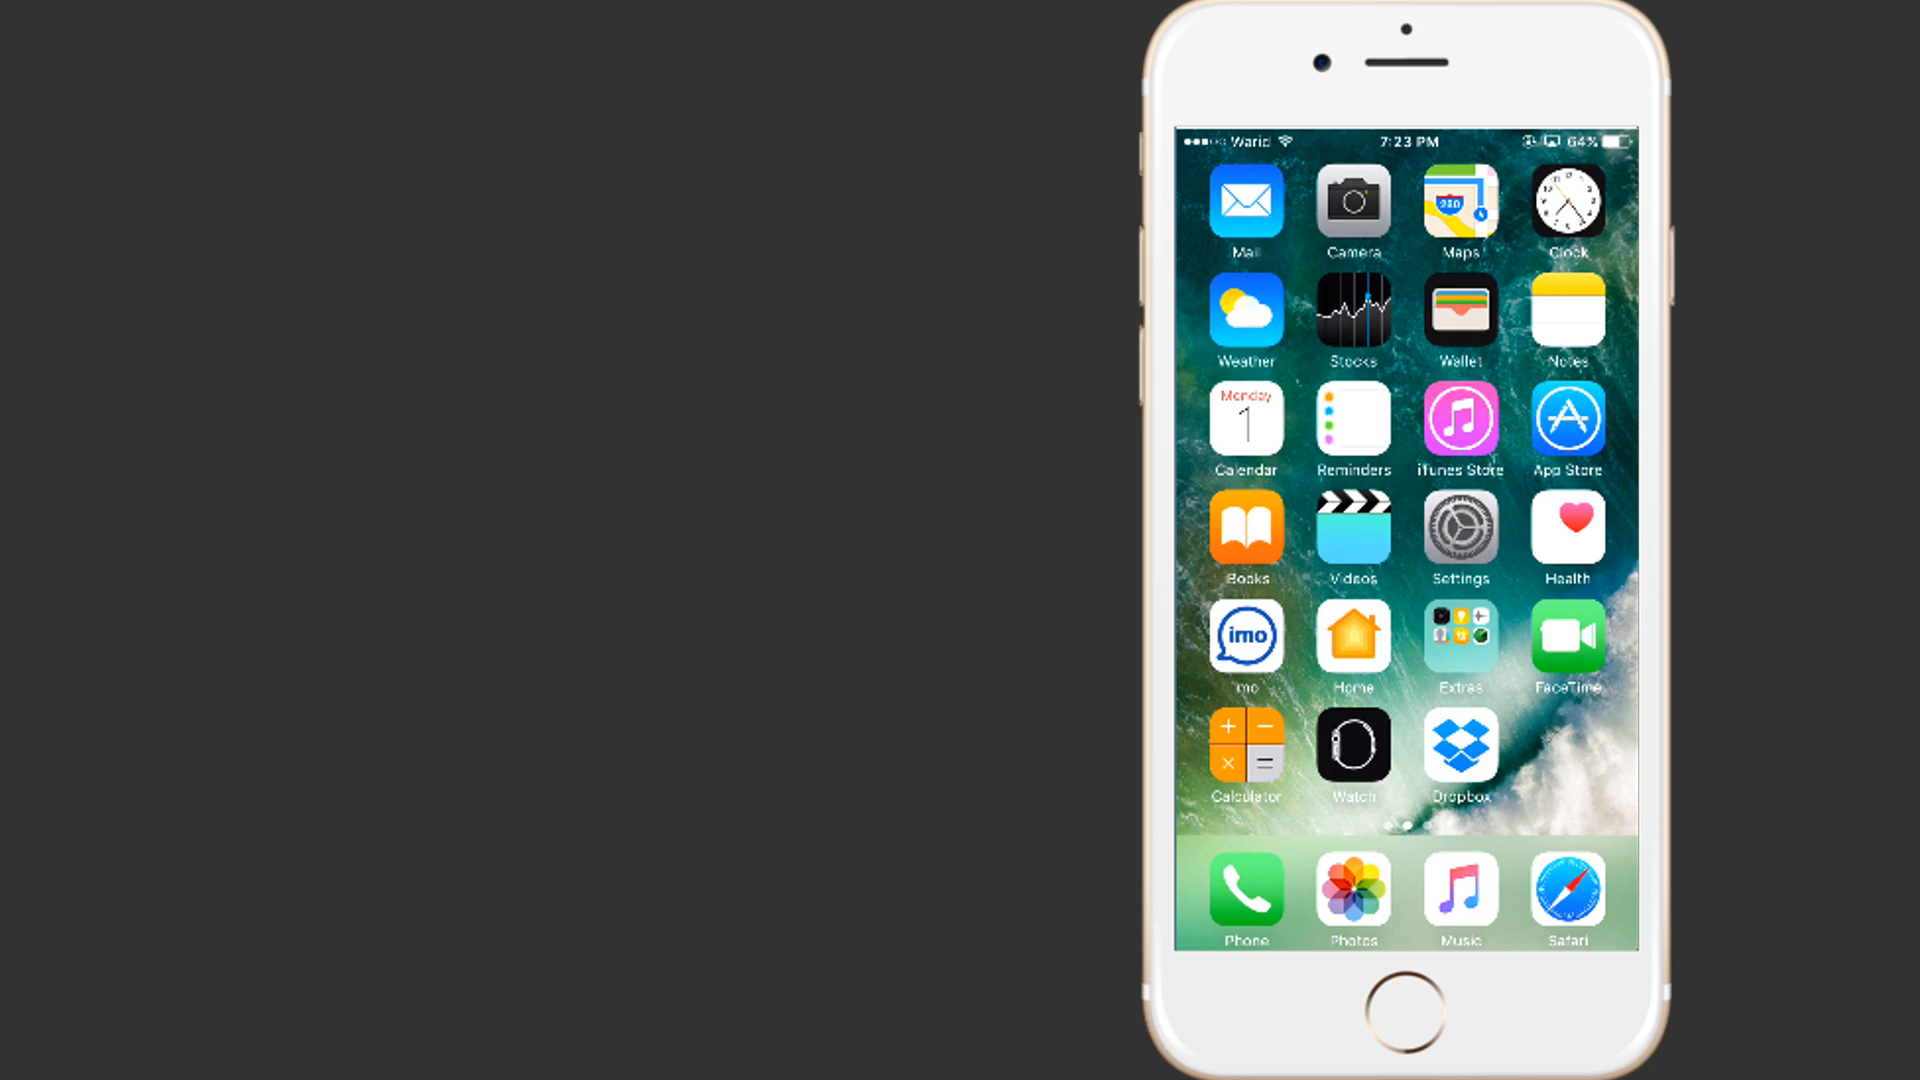 Warid 7:23 PM 64%
280
Mail Camera Maps Clock
Weather Stocks Wallet Notes
Monday
1
Calendar Reminders iTunes Store App Store
Books Videos Settings Health
imo
imo Home Extras FaceTime
+ −
× =
Calculator Watch Dropbox
Phone Photos Music Safari